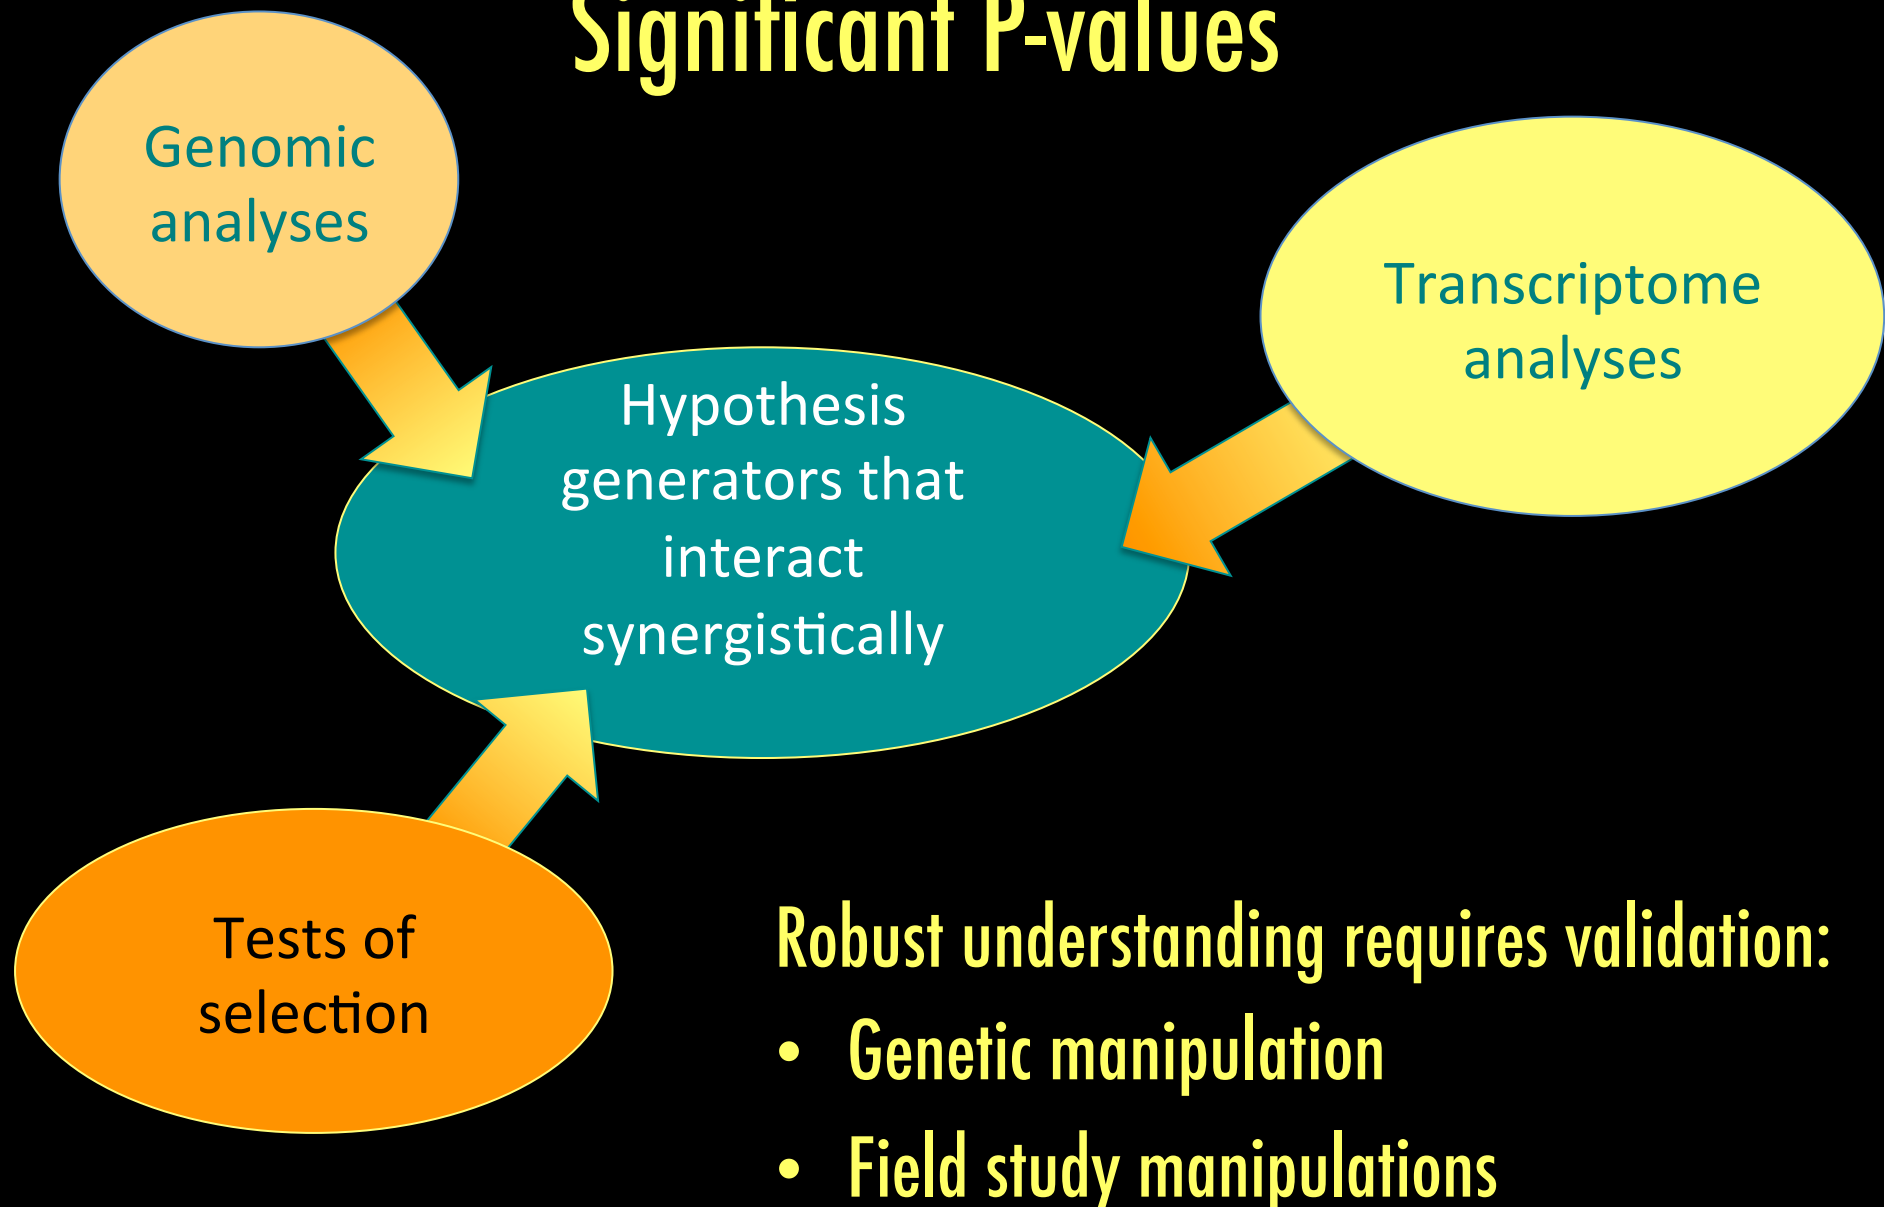 Significant P-values
Genomic
analyses
Transcriptome
analyses
Hypothesis
generators that
interact
synergistically
Tests of
selection
Robust understanding requires validation:
• Genetic manipulation
• Field study manipulations